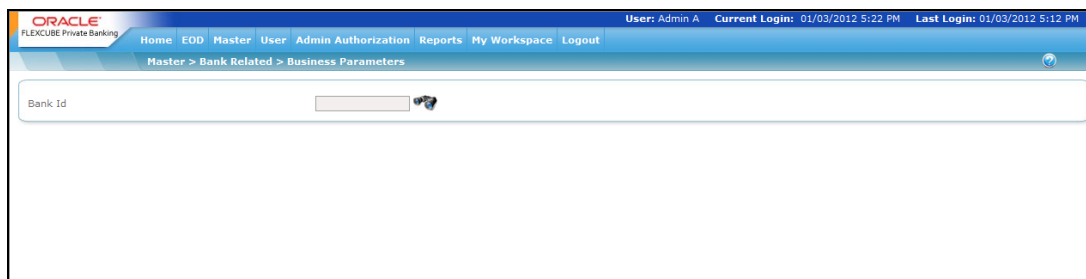 ORACLE®
FLEXCUBE Private Banking
User: Admin A Current Login: 01/03/2012 5:22 PM Last Login: 01/03/2012 5:12 PM
Home EOD Master User Admin Authorization Reports My Workspace Logout
Master > Bank Related > Business Parameters
?
Bank Id